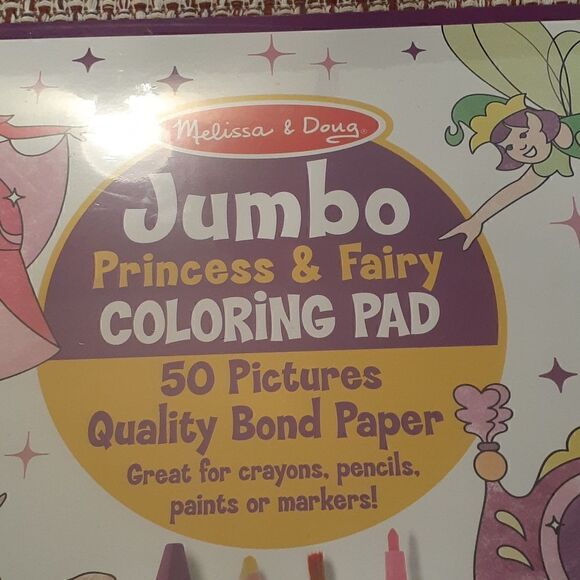 Melissa & Doug®
Jumbo
Princess & Fairy
COLORiNG PAD
50 Pictures
Quality Bond Paper
Great for crayons, pencils,
paints or markers!